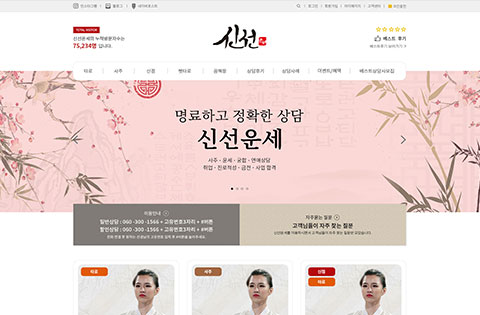 인스타그램 블로그 네이버포스트
로그인 회원가입 마이페이지 고객센터
TOTAL VISITOR
신선운세의 누적방문자수는
75,234명 입니다.
신선
베스트 후기
타로 사주 신점 펫타로 꿈해몽 상담후기 상담사례 이벤트/혜택 베스트상담사모집
명료하고 정확한 상담
신선운세
사주 · 운세 · 궁합 · 연애상담
취업 · 진로적성 · 금전 · 사업 합격
이용안내
일반상담 : 060 -300 -1566 + 고유번호3자리 + #버튼
할인상담 : 060 -300 -1566 + 고유번호3자리 + #버튼
자주묻는 질문
고객님들이 자주 찾는 질문
타로
사주
신점
타로